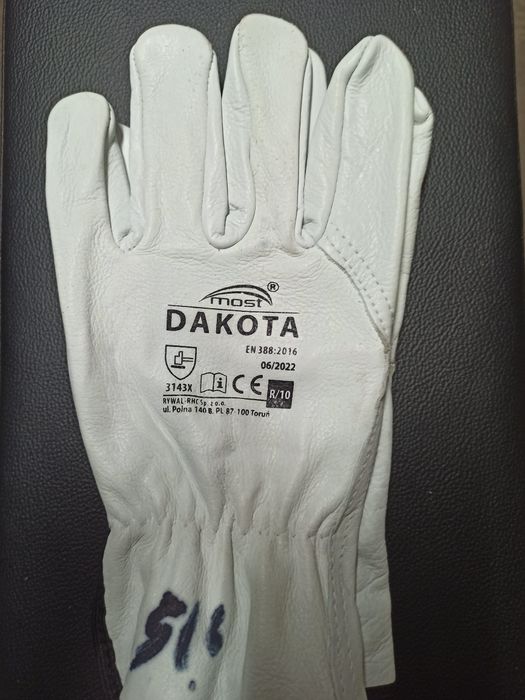 most®
DAKOTA
EN 388:2016
06/2022
3143X
i
CE
R/10
RYWAL-RHC Sp. z o.o.
ul. Polna 140 B, PL 87-100 Toruń